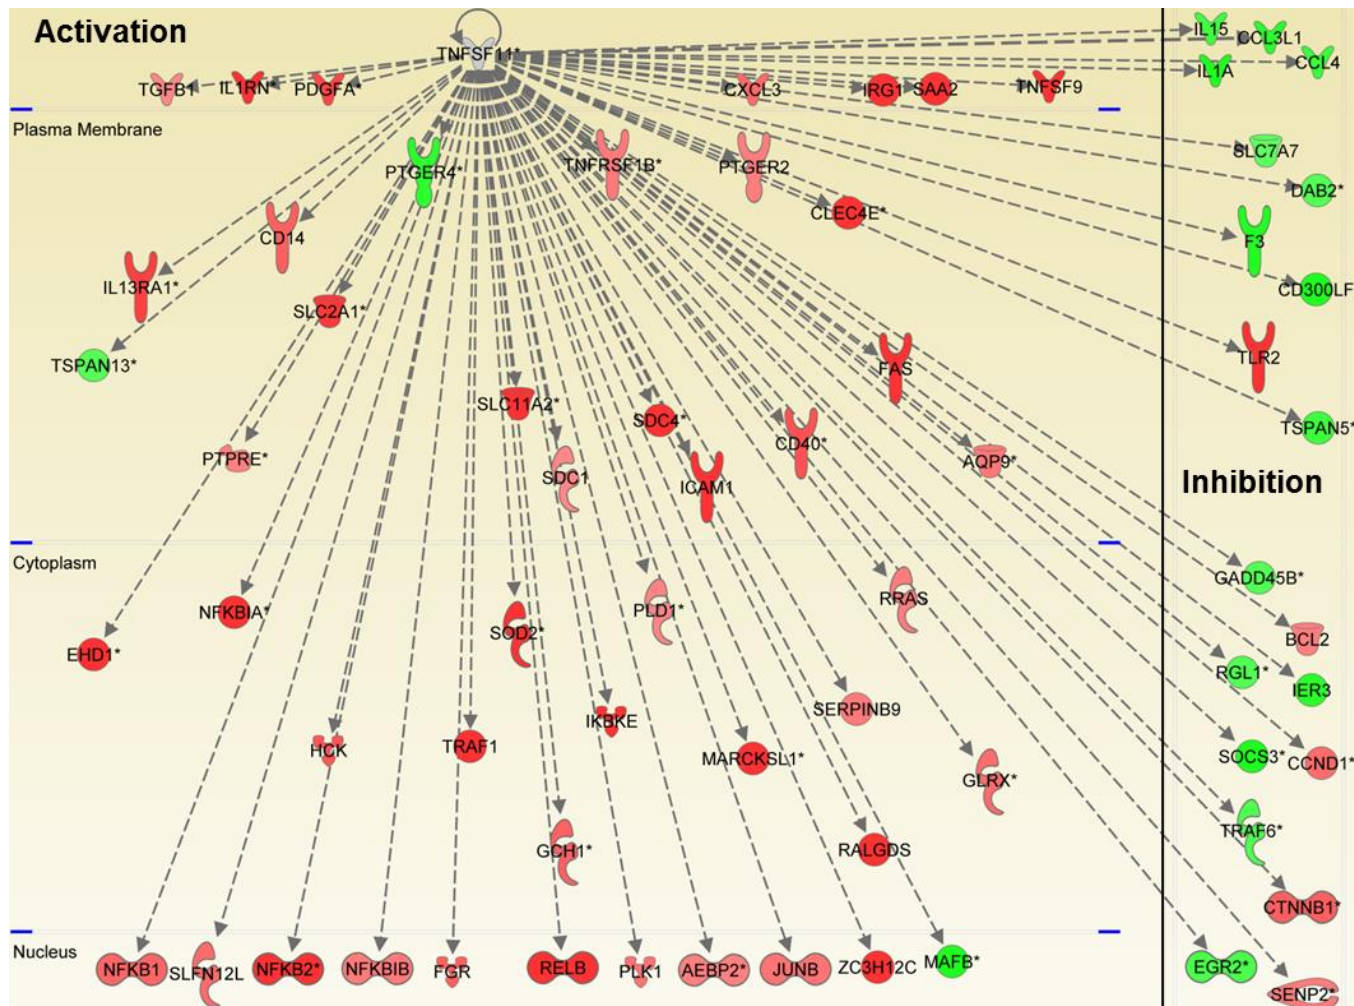 Activation
TNFSF11*
IL15
CCL3L1
IL1A
CCL4
TGFB1
IL1RN*
PDGFA*
CXCL3
IRG1
SAA2
TNFSF9
Plasma Membrane
PTGER4*
TNFRSF1B*
PTGER2
SLC7A7
DAB2*
CLEC4E*
CD14
F3
IL13RA1*
CD300LF
SLC2A1*
TSPAN13*
FAS
TLR2
SLC11A2*
SDC4*
CD40*
TSPAN5*
PTPRE*
SDC1
ICAM1
AQP9*
Inhibition
Cytoplasm
GADD45B*
NFKBIA*
PLD1*
RRAS
EHD1*
SOD2*
BCL2
RGL1*
IER3
SERPINB9
IKBKE
HCK
TRAF1
MARCKSL1*
GLRX*
SOCS3*
CCND1*
GCH1*
RALGDS
TRAF6*
CTNNB1*
Nucleus
NFKB1
SLFN12L
NFKB2*
NFKBIB
FGR
RELB
PLK1
AEBP2*
JUNB
ZC3H12C
MAFB*
EGR2*
SENP2*